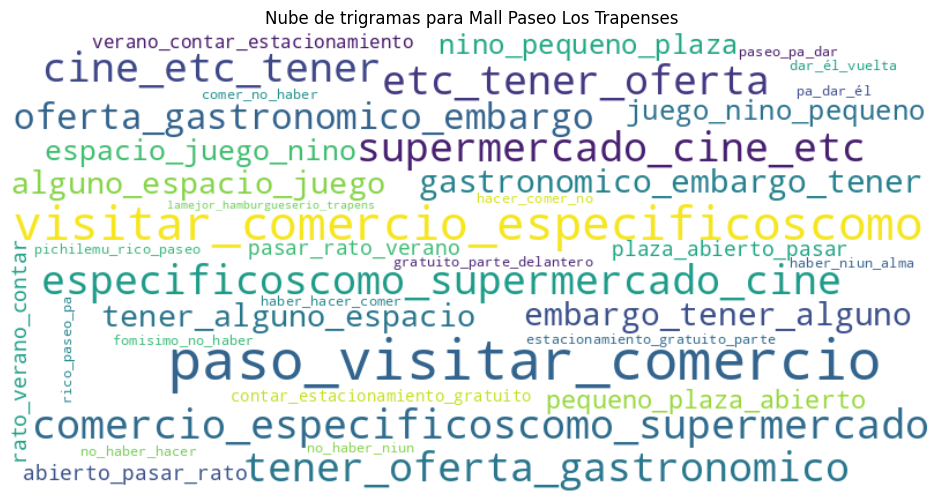 Nube de trigramas para Mall Paseo Los Trapenses
verano_contar_estacionamiento
nino_pequeno_plaza
paseo_pa_dar
cine_etc_tener
etc_tener_oferta
dar_él_vuelta
comer_no_haber
pa_dar_él
oferta_gastronomico_embargo
juego_nino_pequeno
espacio_juego_nino
supermercado_cine_etc
alguno_espacio_juego
gastronomico_embargo_tener
lamejor_hamburgueserio_trapens
hacer_comer_no
visitar_comercio_especificoscomo
pichilemu_rico_paseo
pasar_rato_verano
plaza_abierto_pasar
gratuito_parte_delantero
haber_niun_alma
especificoscomo_supermercado_cine
rato_verano_contar
rico_paseo_pa
haber_hacer_comer
tener_alguno_espacio
embargo_tener_alguno
fomisimo_no_haber
estacionamiento_gratuito_parte
paso_visitar_comercio
contar_estacionamiento_gratuito
pequeno_plaza_abierto
comercio_especificoscomo_supermercado
no_haber_hacer
no_haber_niun
abierto_pasar_rato
tener_oferta_gastronomico